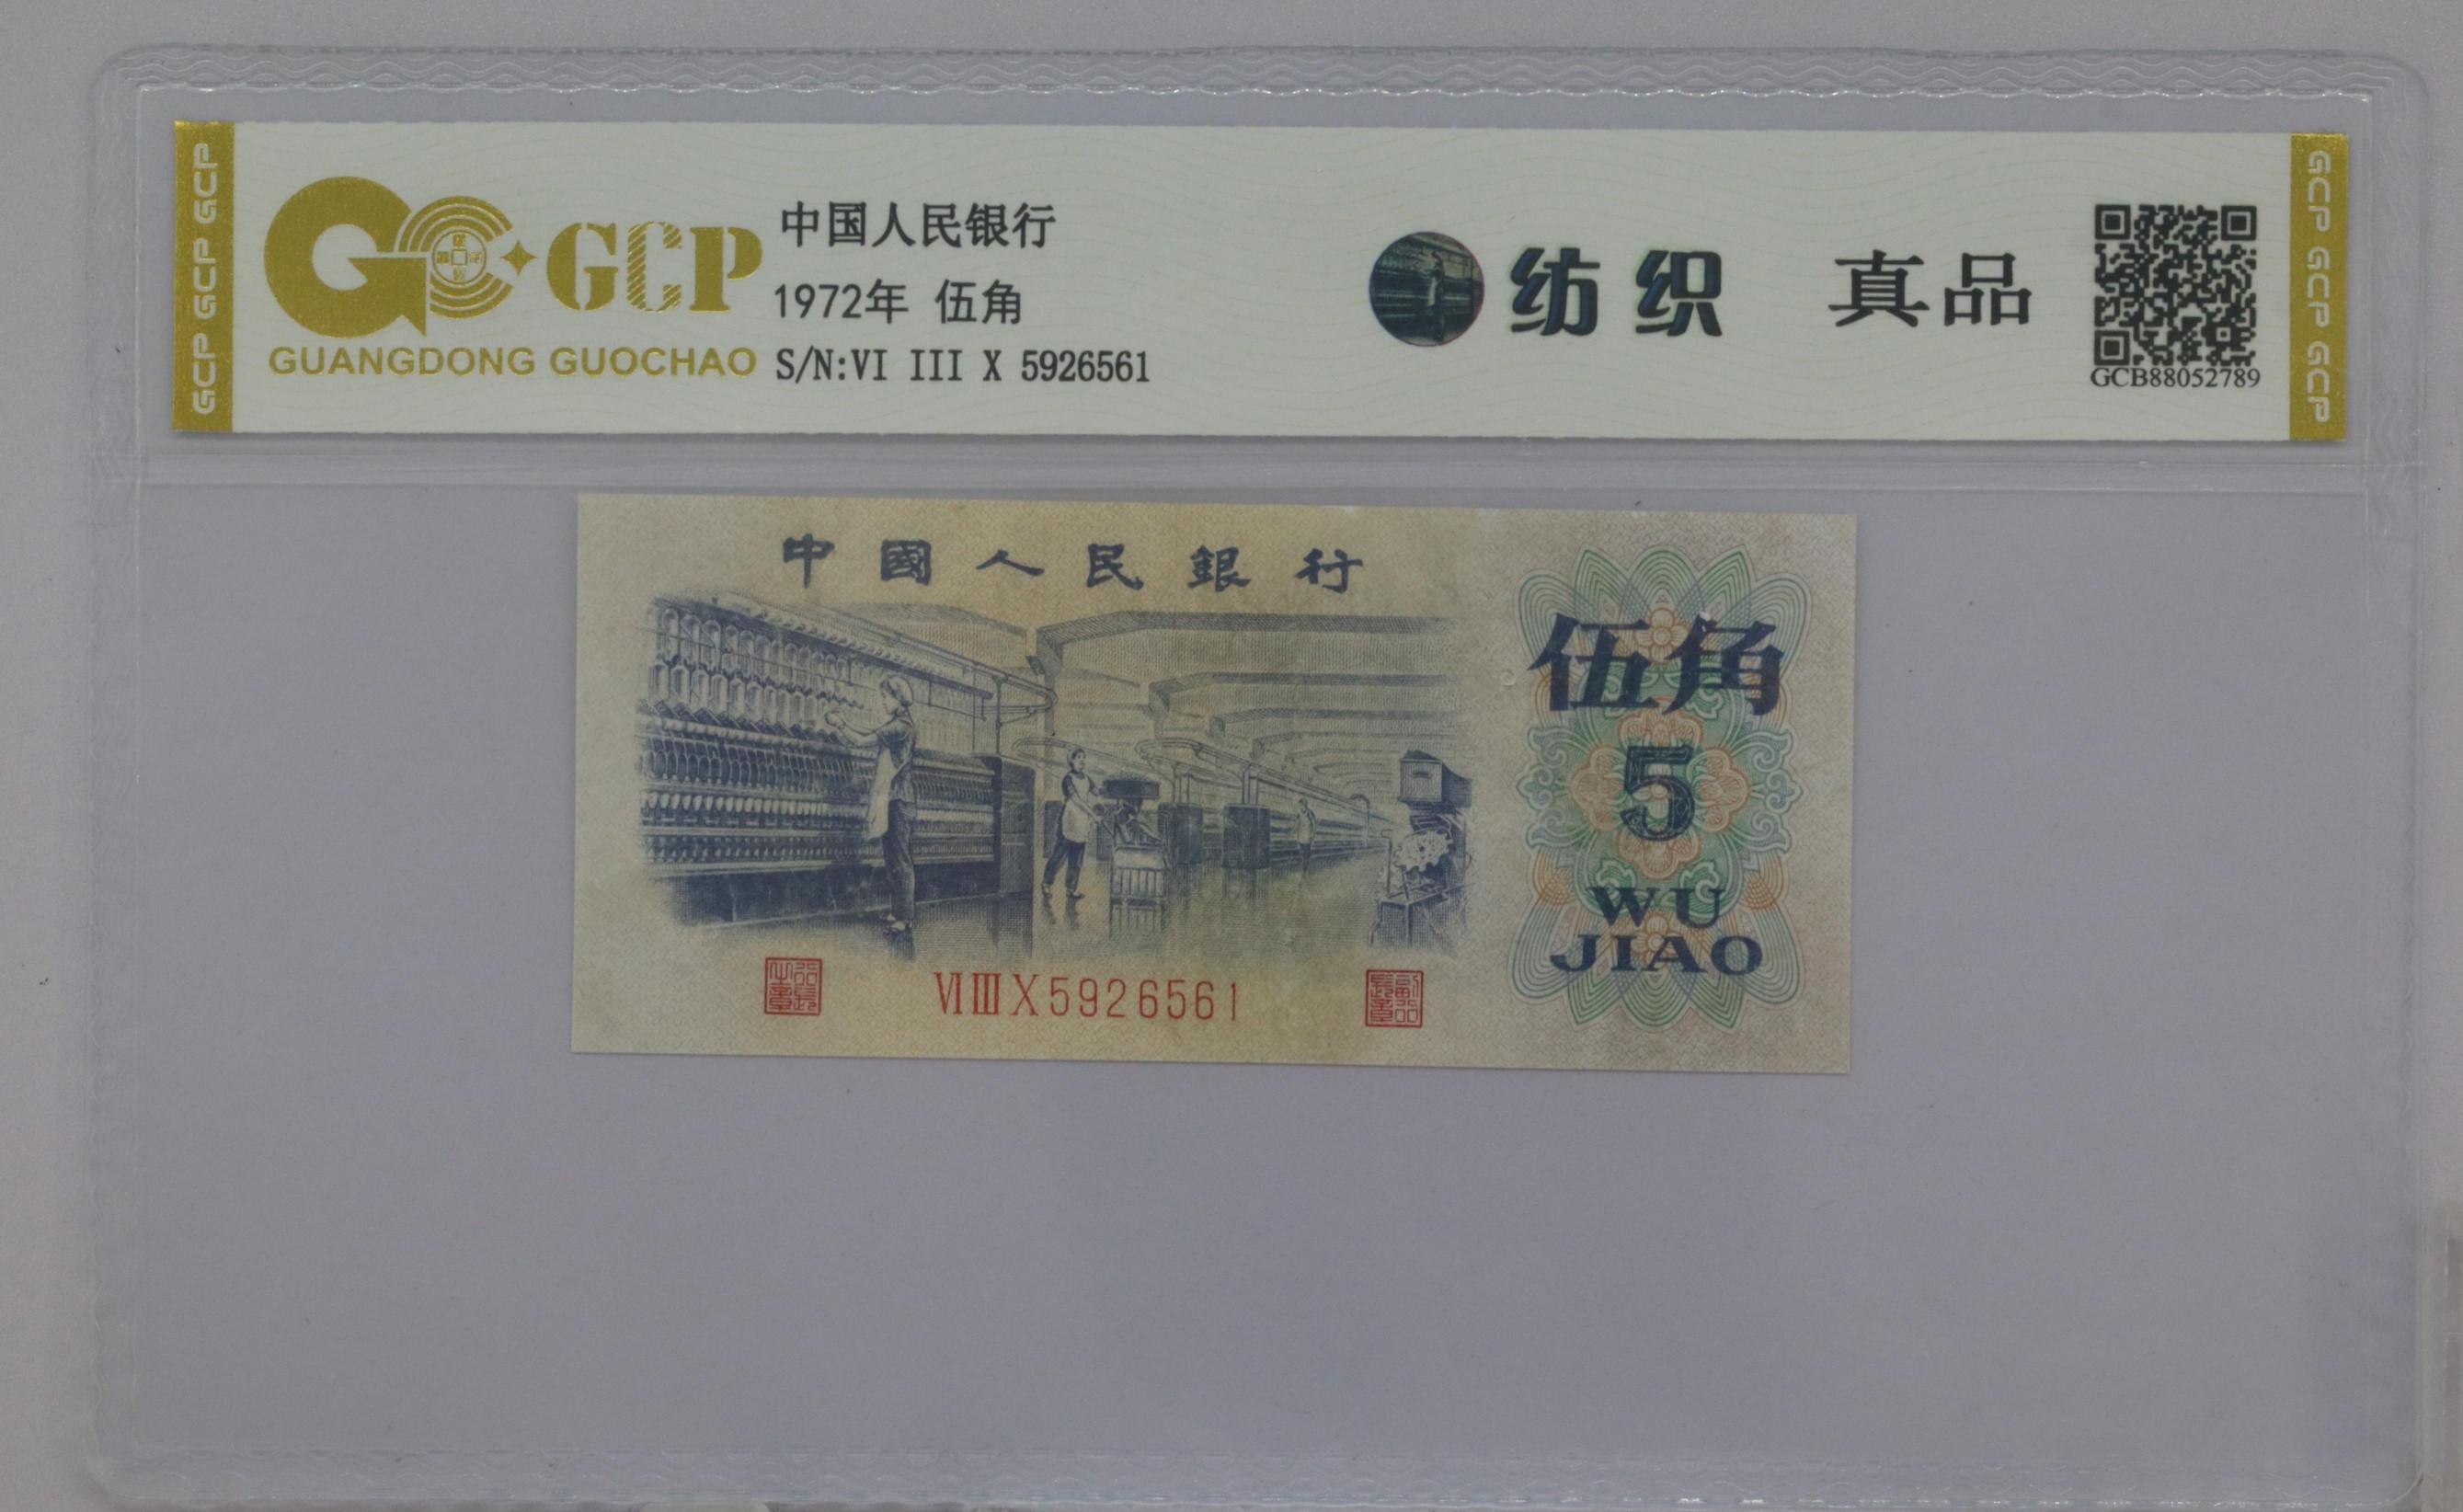 GCP GCP GCP
GCP
GUANGDONG GUOCHAO
中国人民银行
1972年 伍角
S/N:VI III X 5926561
纺织
真品
GCB88052789
GCP GCP GCP
中國人民銀行
伍角
5
WU
JIAO
VI III X 5926561